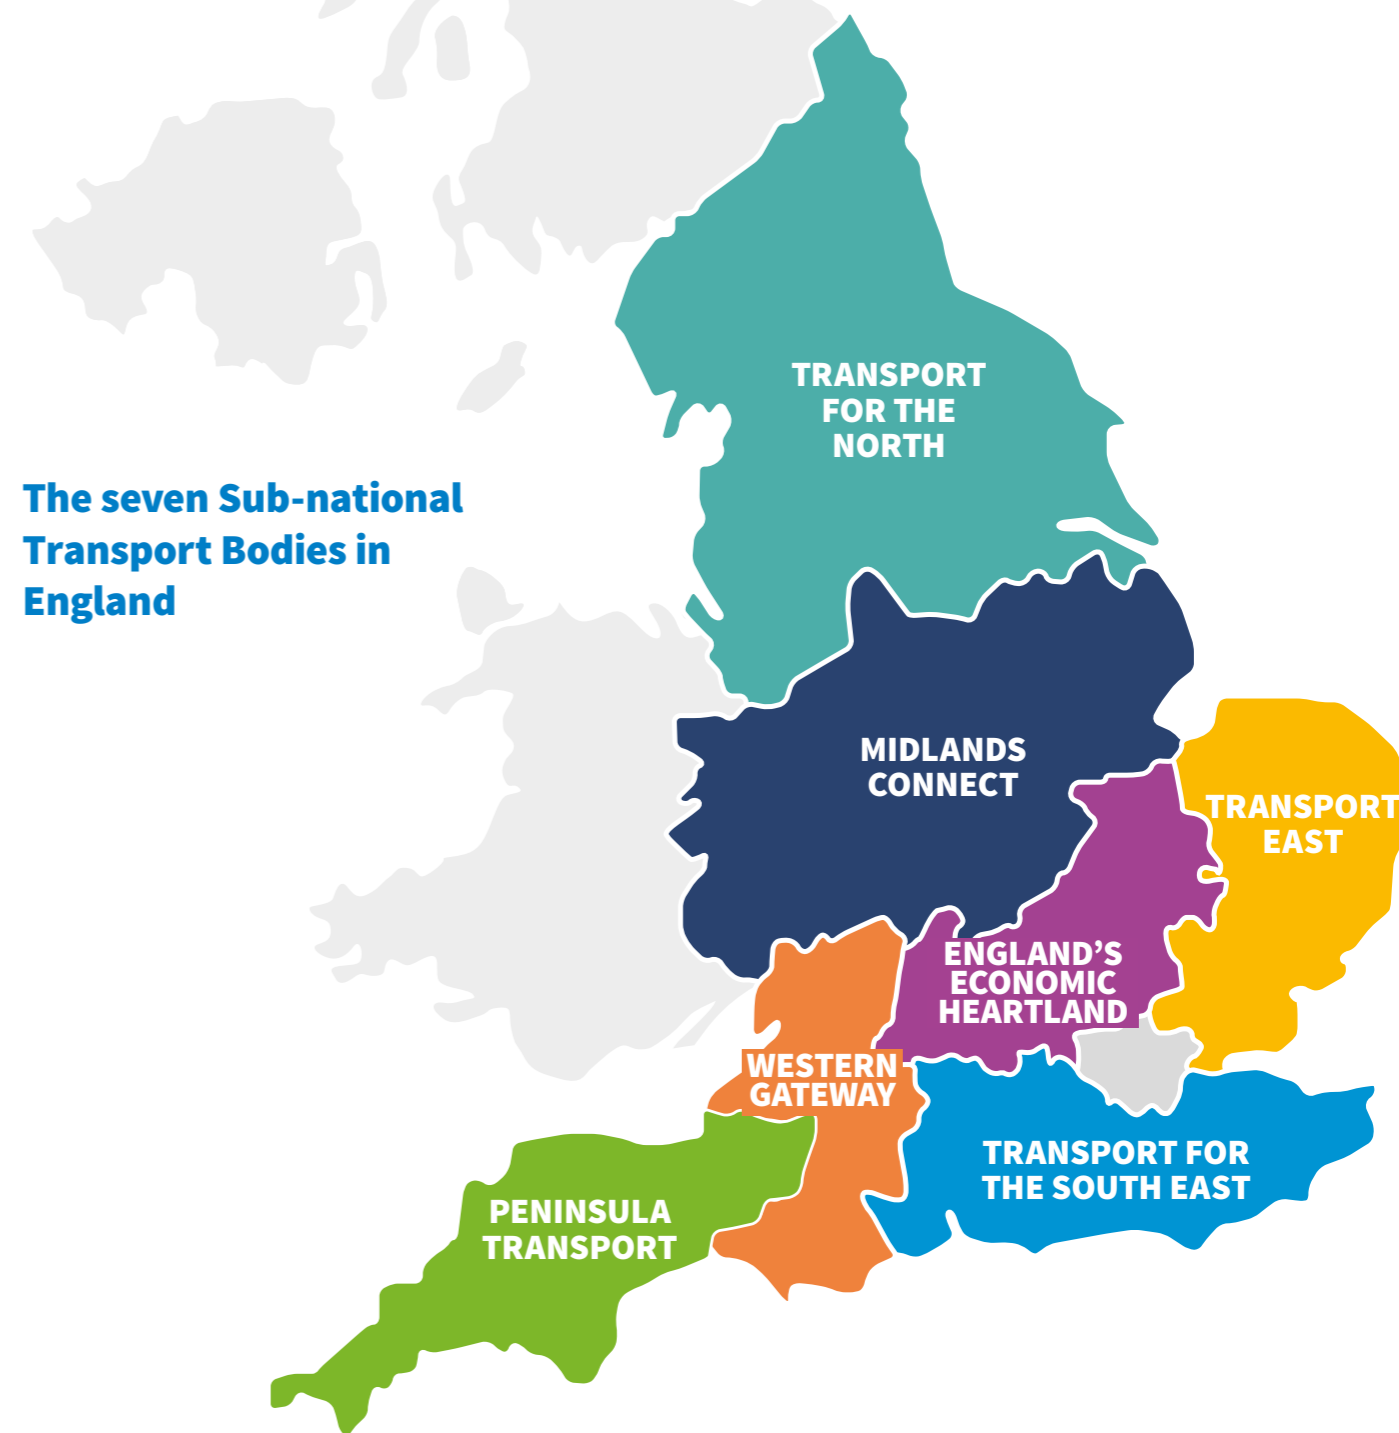 The seven Sub-national
Transport Bodies in
England
TRANSPORT
FOR THE
NORTH
MIDLANDS
CONNECT
TRANSPORT
EAST
ENGLAND’S
ECONOMIC
HEARTLAND
WESTERN
GATEWAY
TRANSPORT FOR
THE SOUTH EAST
PENINSULA
TRANSPORT